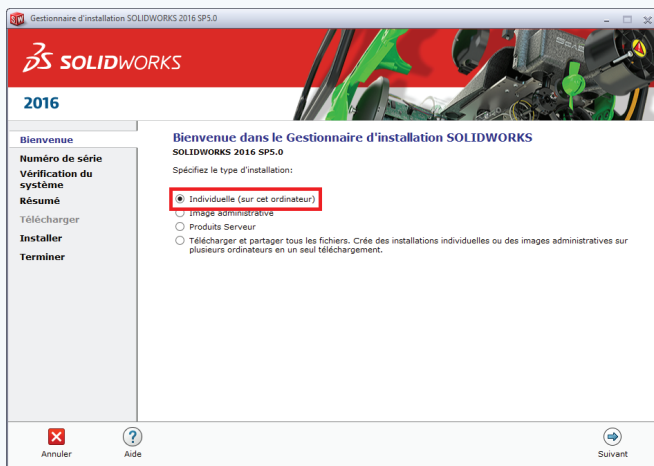 Gestionnaire d'installation SOLIDWORKS 2016 SP5.0
SOLIDWORKS
2016
Bienvenue
Numéro de série
Vérification du
système
Résumé
Télécharger
Installer
Terminer
Bienvenue dans le Gestionnaire d'installation SOLIDWORKS
SOLIDWORKS 2016 SP5.0
Spécifiez le type d'installation:
Individuelle (sur cet ordinateur)
Image administrative
Produits Serveur
Télécharger et partager tous les fichiers. Crée des installations individuelles ou des images administratives sur
plusieurs ordinateurs en un seul téléchargement.
Annuler
Aide
Suivant